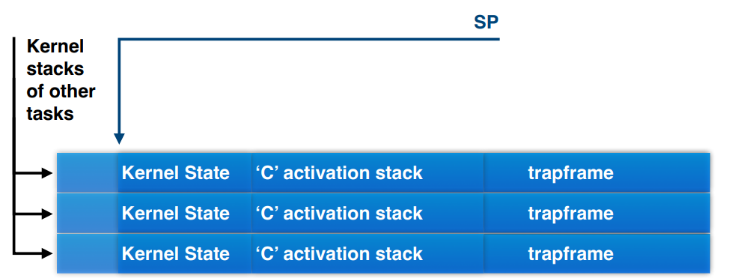 SP
Kernel
stacks
of other
tasks
Kernel State ‘C’ activation stack trapframe
Kernel State ‘C’ activation stack trapframe
Kernel State ‘C’ activation stack trapframe